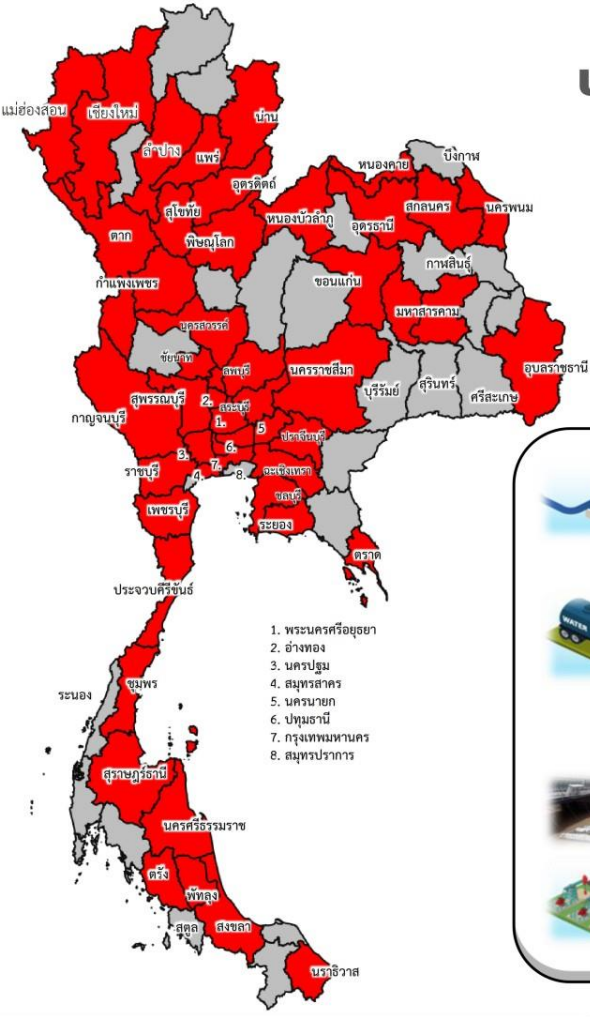 น
แม่ฮ่องสอน
เชียงใหม่
น่าน
ลำปาง
แพร่
อุตรดิตถ์
หนองคาย
บึงกาฬ
สุโขทัย
หนองบัวลำภู
อุดรธานี
สกลนคร
นครพนม
ตาก
พิษณุโลก
กำแพงเพชร
ขอนแก่น
กาฬสินธุ์
นครสวรรค์
มหาสารคาม
ชัยนาท
ลพบุรี
นครราชสีมา
อุบลราชธานี
สุพรรณบุรี
2.
สระบุรี
บุรีรัมย์
สุรินทร์
ศรีสะเกษ
กาญจนบุรี
1.
5
ปราจีนบุรี
6.
ราชบุรี
3.
7.
ฉะเชิงเทรา
4.
8.
ชลบุรี
เพชรบุรี
ระยอง
ตราด
ประจวบคีรีขันธ์
WATER
1. พระนครศรีอยุธยา
2. อ่างทอง
3. นครปฐม
4. สมุทรสาคร
5. นครนายก
6. ปทุมธานี
7. กรุงเทพมหานคร
8. สมุทรปราการ
ระนอง
ชุมพร
สุราษฎร์ธานี
นครศรีธรรมราช
ตรัง
พัทลุง
สตูล
สงขลา
นราธิวาส